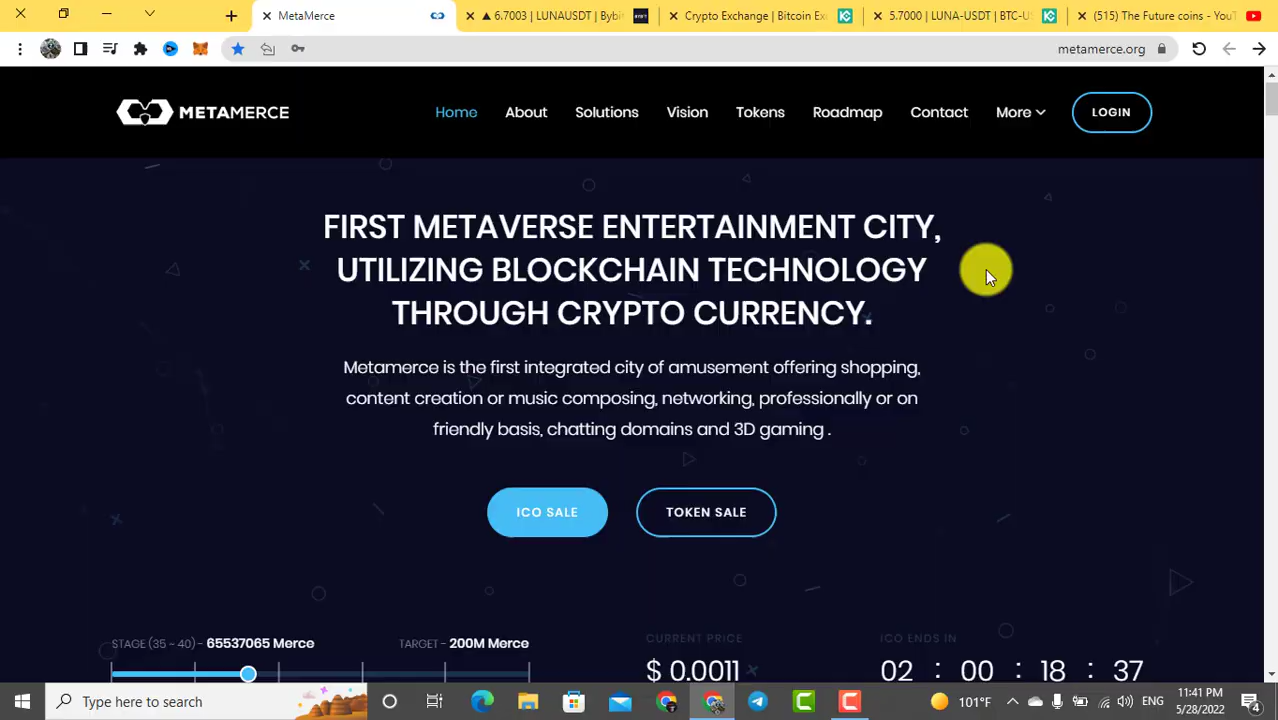 MetaMerce
6.7003 | LUNAUSDT | Bybi
Crypto Exchange | Bitcoin Ex
5.7000 | LUNA-USDT | BTC-U
(515) The Future coins - YouT
metamerce.org
METAMERCE
Home
About
Solutions
Vision
Tokens
Roadmap
Contact
More
LOGIN
FIRST METAVERSE ENTERTAINMENT CITY,
UTILIZING BLOCKCHAIN TECHNOLOGY
THROUGH CRYPTO CURRENCY.
Metamerce is the first integrated city of amusement offering shopping,
content creation or music composing, networking, professionally or on
friendly basis, chatting domains and 3D gaming .
ICO SALE
TOKEN SALE
STAGE (35 ~ 40) - 65537065 Merce
TARGET - 200M Merce
CURRENT PRICE
ICO ENDS IN
$ 0.0011
02 : 00 : 18 : 37
Type here to search
101°F
ENG
11:41 PM
5/28/2022
4